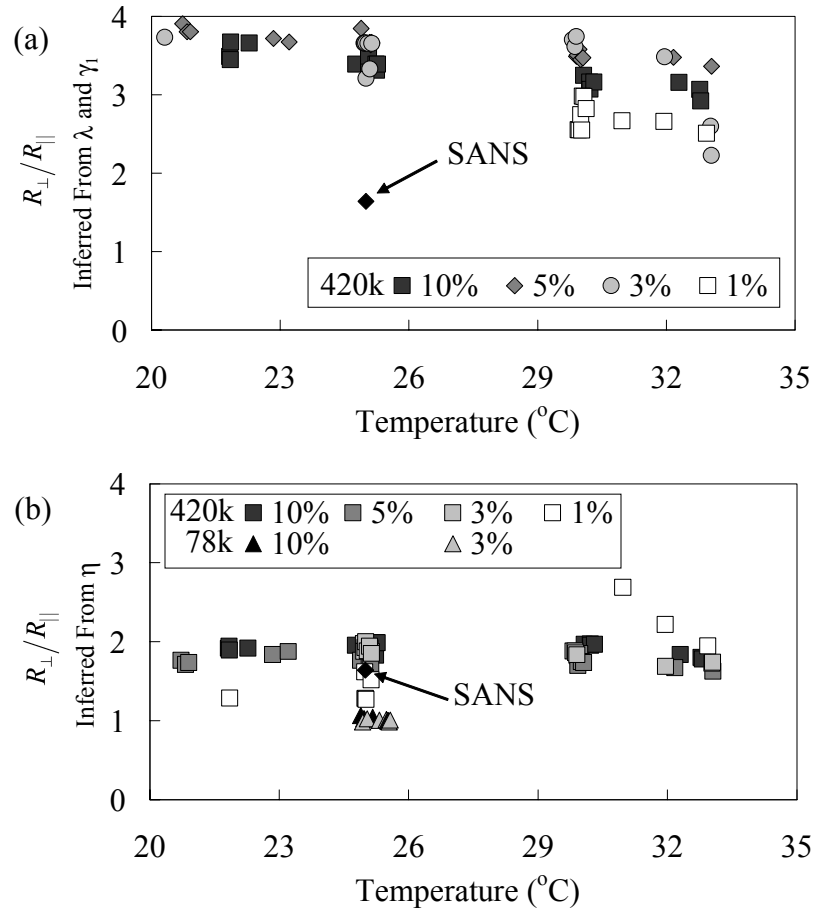 (a)
R⊥/R||
Inferred From λ and γ1
4
3
2
1
0
SANS
420k 10% 5% 3% 1%
20 23 26 29 32 35
Temperature (°C)
(b)
R⊥/R||
Inferred From η
4
3
2
1
0
420k 10% 5% 3% 1%
78k 10% 3%
SANS
20 23 26 29 32 35
Temperature (°C)